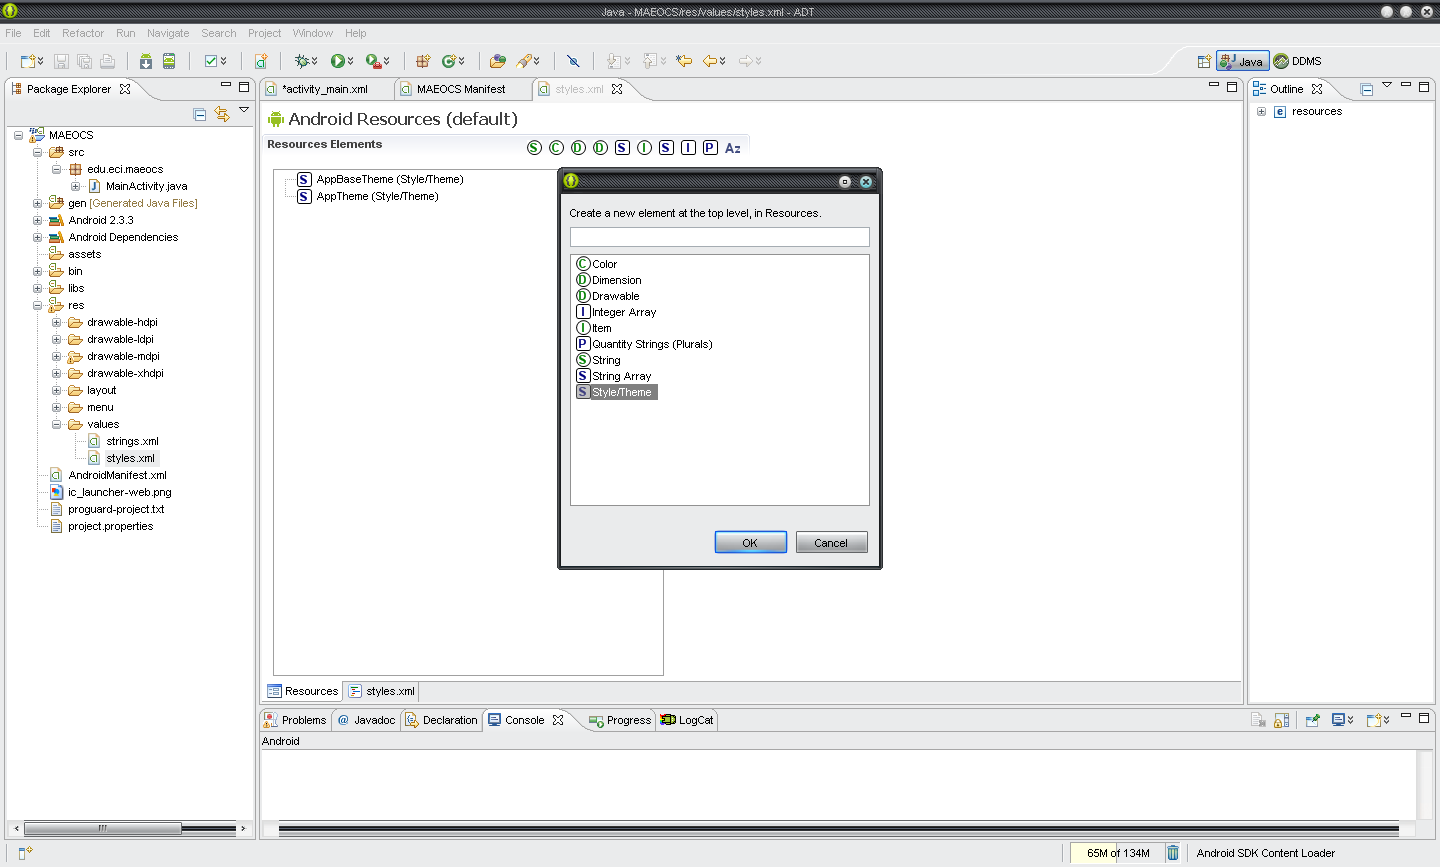 Java - MAEOCS/res/values/styles.xml - ADT
File Edit Refactor Run Navigate Search Project Window Help
Java DDMS
Package Explorer
MAEOCS
src
edu.eci.maeocs
MainActivity.java
gen [Generated Java Files]
Android 2.3.3
Android Dependencies
assets
bin
libs
res
drawable-hdpi
drawable-ldpi
drawable-mdpi
drawable-xhdpi
layout
menu
values
strings.xml
styles.xml
AndroidManifest.xml
ic_launcher-web.png
proguard-project.txt
project.properties
*activity_main.xml MAEOCS Manifest styles.xml
Android Resources (default)
Resources Elements
S C D D S I S I P Az
S AppBaseTheme (Style/Theme)
S AppTheme (Style/Theme)
Create a new element at the top level, in Resources.
C Color
D Dimension
D Drawable
I Integer Array
I Item
P Quantity Strings (Plurals)
S String
S String Array
S Style/Theme
OK Cancel
Resources styles.xml
Outline
resources
Problems Javadoc Declaration Console Progress LogCat
Android
65M of 134M Android SDK Content Loader